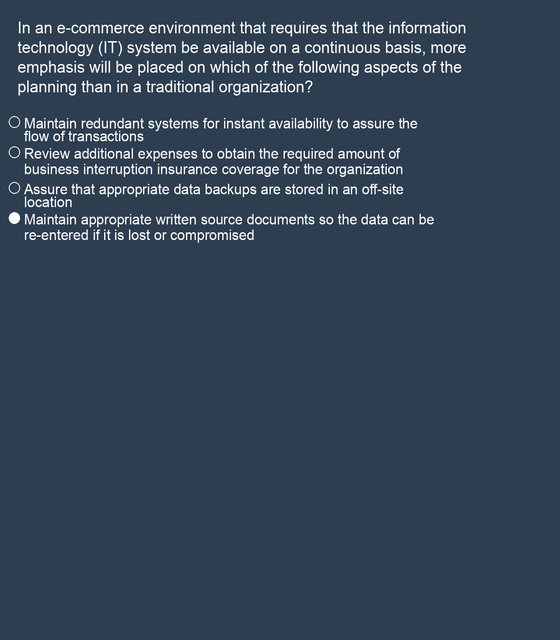 In an e-commerce environment that requires that the information
technology (IT) system be available on a continuous basis, more
emphasis will be placed on which of the following aspects of the
planning than in a traditional organization?
Maintain redundant systems for instant availability to assure the
flow of transactions
Review additional expenses to obtain the required amount of
business interruption insurance coverage for the organization
Assure that appropriate data backups are stored in an off-site
location
Maintain appropriate written source documents so the data can be
re-entered if it is lost or compromised